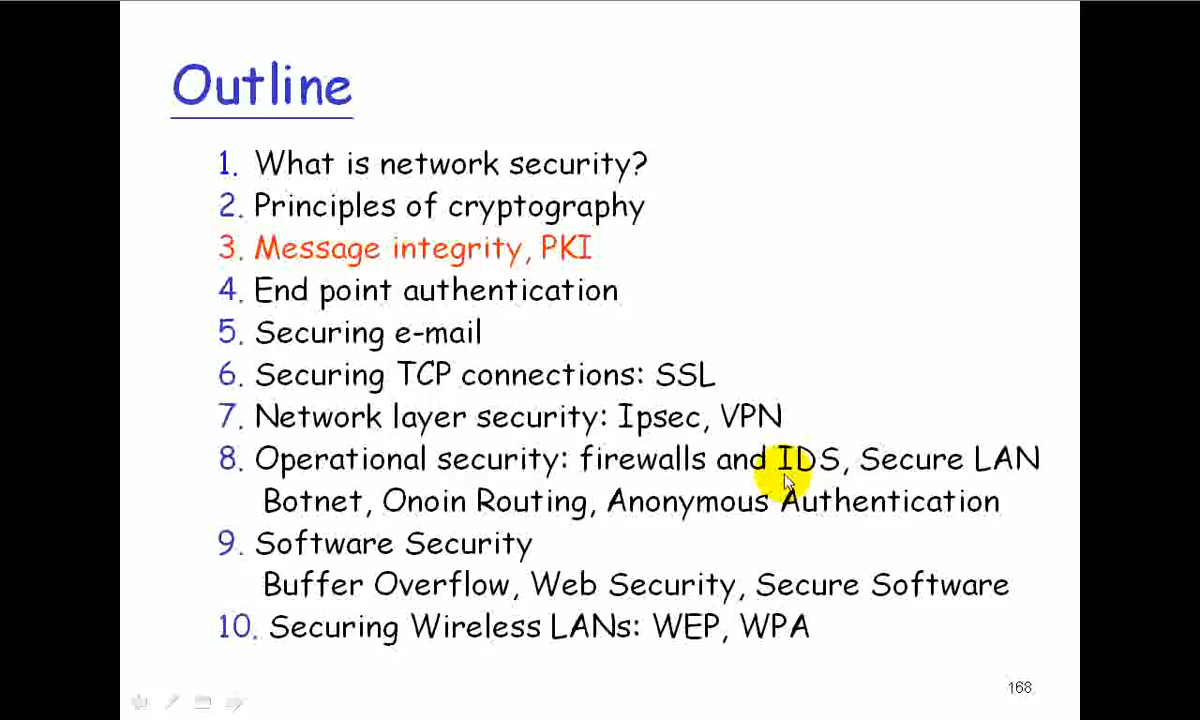 Outline
1. What is network security?
2. Principles of cryptography
3. Message integrity, PKI
4. End point authentication
5. Securing e-mail
6. Securing TCP connections: SSL
7. Network layer security: Ipsec, VPN
8. Operational security: firewalls and IDS, Secure LAN
Botnet, Onoin Routing, Anonymous Authentication
9. Software Security
Buffer Overflow, Web Security, Secure Software
10. Securing Wireless LANs: WEP, WPA
168